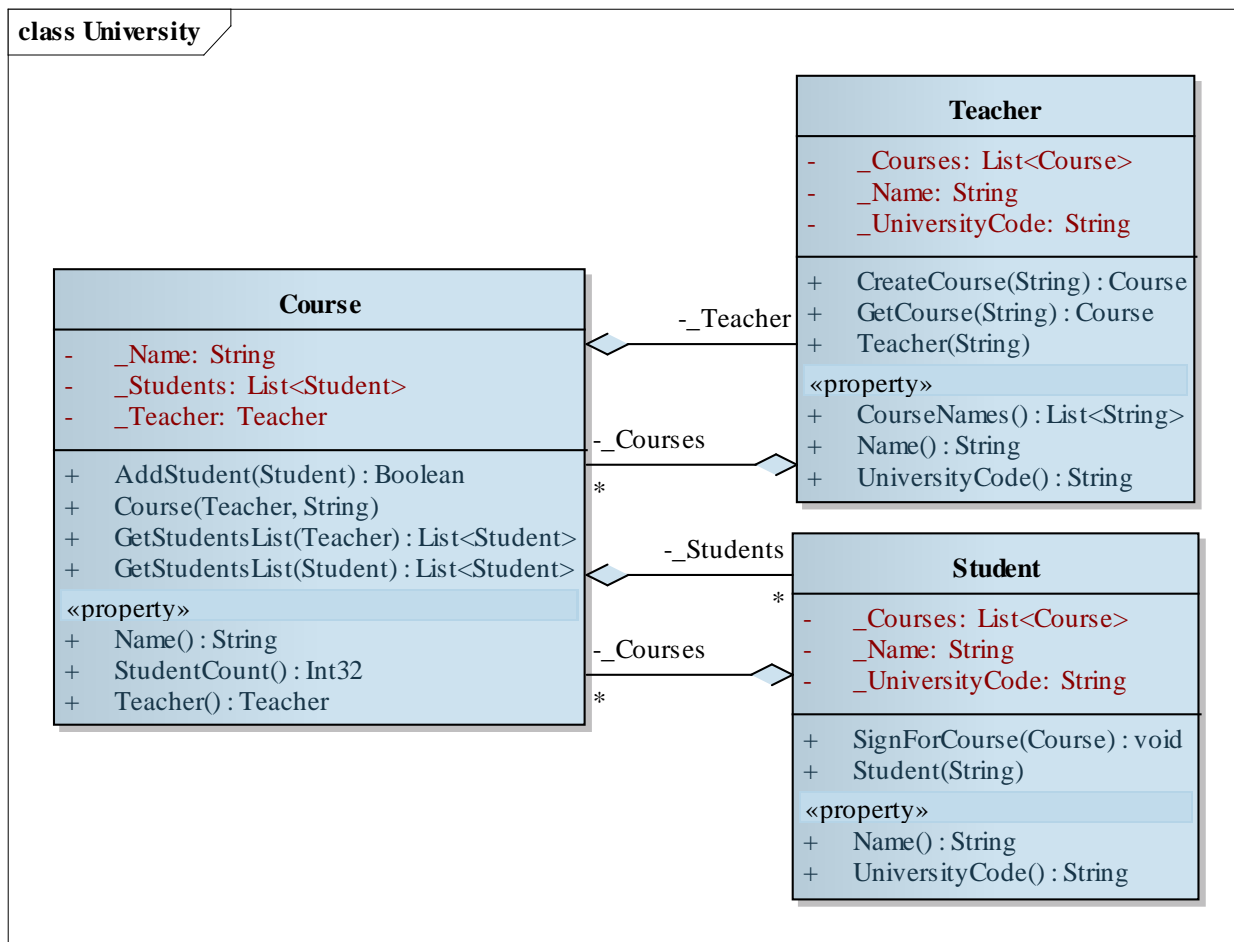 class University
Teacher
- _Courses: List<Course>
- _Name: String
- _UniversityCode: String
+ CreateCourse(String) : Course
+ GetCourse(String) : Course
+ Teacher(String)
«property»
+ CourseNames() : List<String>
+ Name() : String
+ UniversityCode() : String
Course
- _Name: String
- _Students: List<Student>
- _Teacher: Teacher
+ AddStudent(Student) : Boolean
+ Course(Teacher, String)
+ GetStudentsList(Teacher) : List<Student>
+ GetStudentsList(Student) : List<Student>
«property»
+ Name() : String
+ StudentCount() : Int32
+ Teacher() : Teacher
-_Teacher
-_Courses
*
-_Students
*
-_Courses
*
Student
- _Courses: List<Course>
- _Name: String
- _UniversityCode: String
+ SignForCourse(Course) : void
+ Student(String)
«property»
+ Name() : String
+ UniversityCode() : String